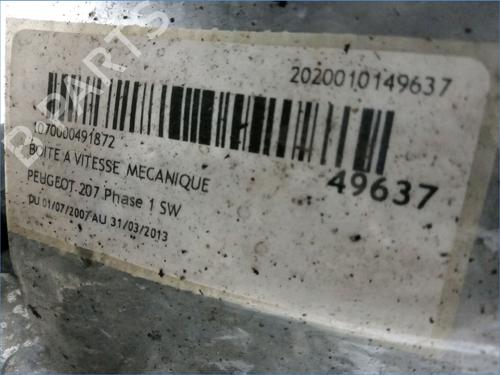 2020010149637
1070000491872
BOITE A VITESSE MECANIQUE
49637
PEUGEOT 207 Phase 1 SW
DU 01/07/2007 AU 31/03/2013
B-PARTS